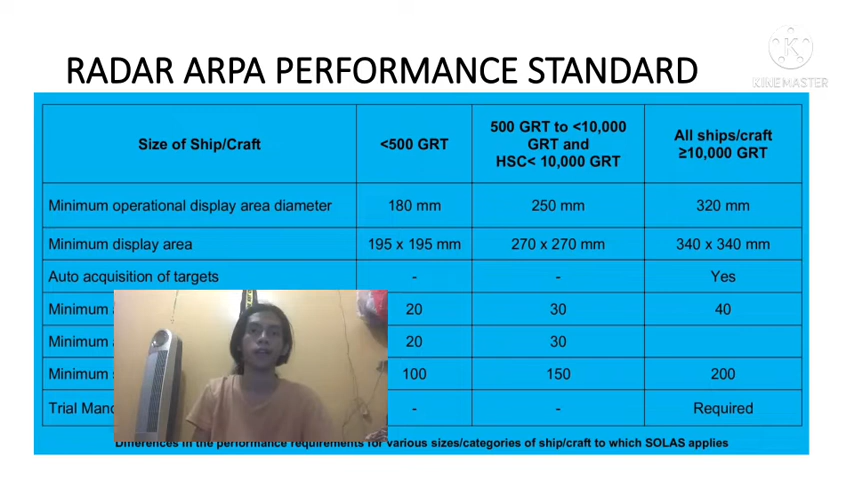 RADAR ARPA PERFORMANCE STANDARD
K
KINEMASTER
Size of Ship/Craft
<500 GRT
500 GRT to <10,000
GRT and
HSC< 10,000 GRT
All ships/craft
≥10,000 GRT
Minimum operational display area diameter
180 mm
250 mm
320 mm
Minimum display area
195 x 195 mm
270 x 270 mm
340 x 340 mm
Auto acquisition of targets
-
-
Yes
Minimum
20
30
40
Minimum
20
30
Minimum
100
150
200
Trial
-
-
Required
Differences in the performance requirements for various sizes/categories of ship/craft to which SOLAS applies